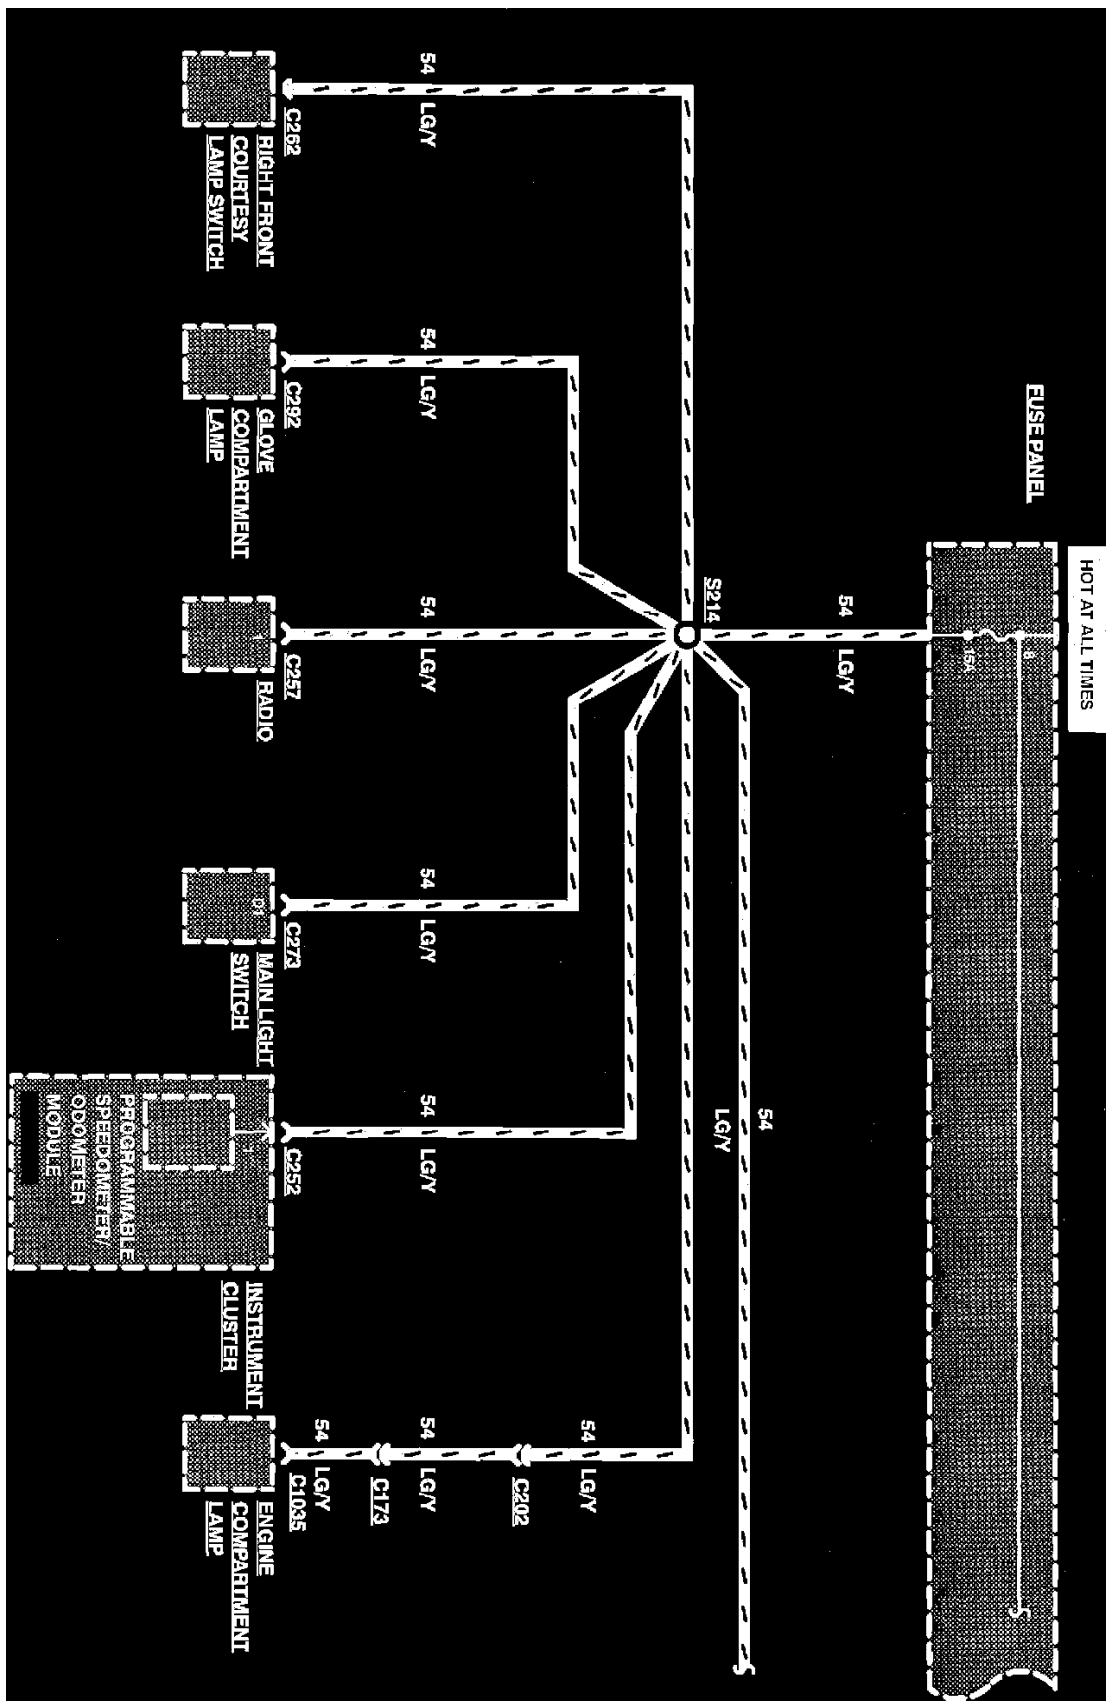 HOT AT ALL TIMES
FUSE PANEL
8
15A
54
LG/Y
S214
54
LG/Y
54
LG/Y
C262
RIGHT FRONT
COURTESY
LAMP SWITCH
54
LG/Y
C292
GLOVE
COMPARTMENT
LAMP
54
LG/Y
C257
1
RADIO
54
LG/Y
C273
D1
MAIN LIGHT
SWITCH
54
LG/Y
C252
1
PROGRAMMABLE
SPEEDOMETER/
ODOMETER
MODULE
INSTRUMENT
CLUSTER
54
LG/Y
C202
54
LG/Y
C173
54
LG/Y
C1035
ENGINE
COMPARTMENT
LAMP